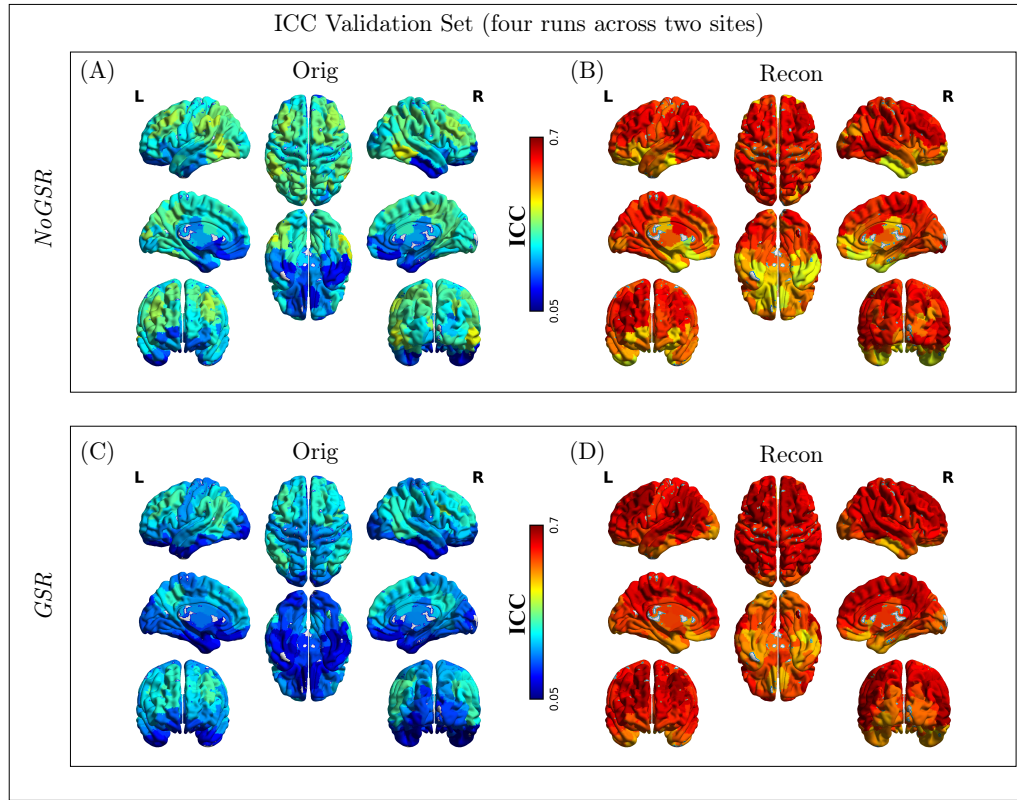 ICC Validation Set (four runs across two sites)
(A) Orig (B) Recon
L R L R
NoGSR
ICC
0.7
0.05
(C) Orig (D) Recon
L R L R
GSR
ICC
0.7
0.05